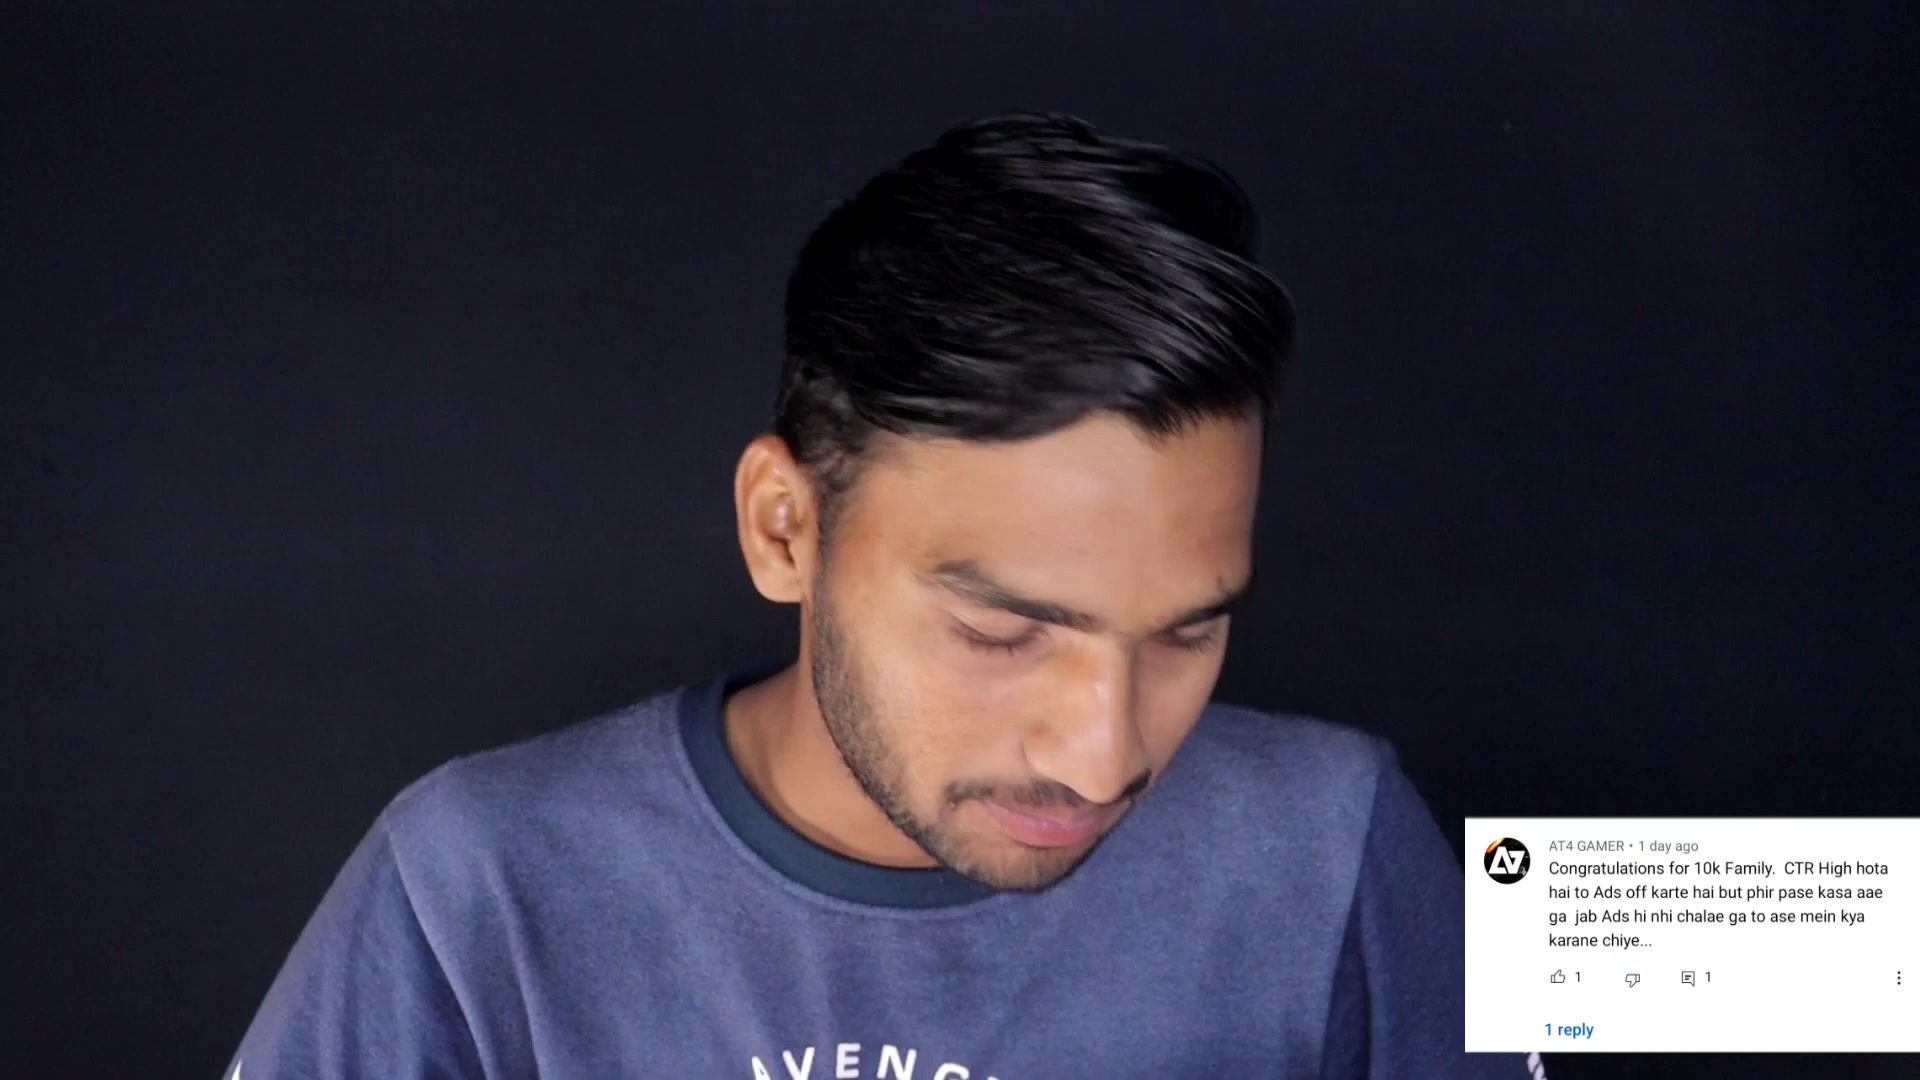 AT4 GAMER • 1 day ago
Congratulations for 10k Family.  CTR High hota
hai to Ads off karte hai but phir pase kasa aae
ga  jab Ads hi nhi chalae ga to ase mein kya
karane chiye...
1 1
1 reply
AVENG